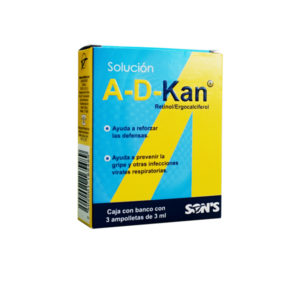 Solución
A-D-Kan®
Retinol/Ergocalciferol
Ayuda a reforzar
las defensas.
Ayuda a prevenir la
gripe y otras infecciones
virales respiratorias.
Caja con banco con
3 ampolletas de 3 ml
SON'S